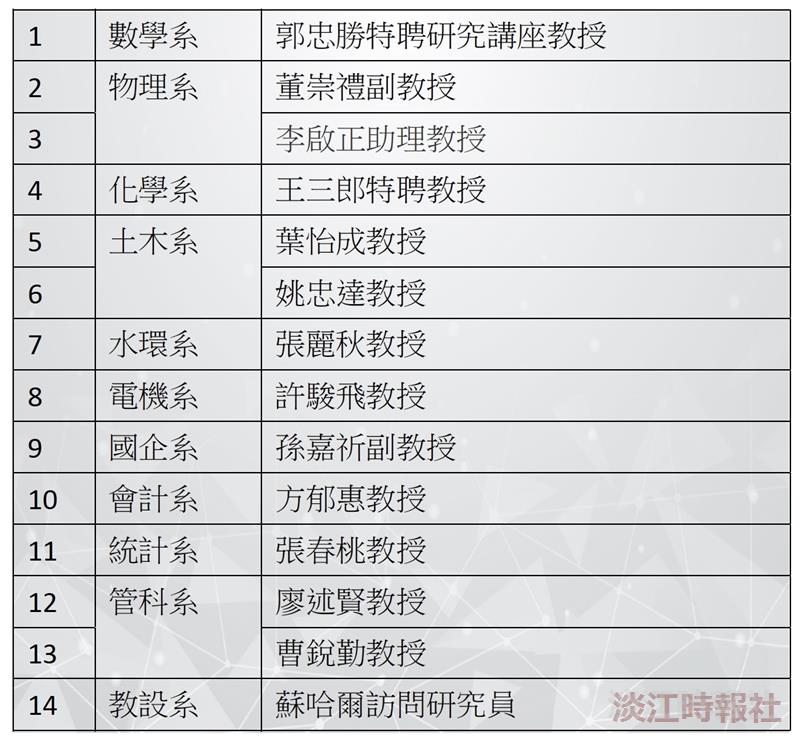 1 數學系 郭忠勝特聘研究講座教授
2 物理系 董崇禮副教授
3 李啟正助理教授
4 化學系 王三郎特聘教授
5 土木系 葉怡成教授
6 姚忠達教授
7 水環系 張麗秋教授
8 電機系 許駿飛教授
9 國企系 孫嘉祈副教授
10 會計系 方郁惠教授
11 統計系 張春桃教授
12 管科系 廖述賢教授
13 曹銳勤教授
14 教設系 蘇哈爾訪問研究員
淡江時報社